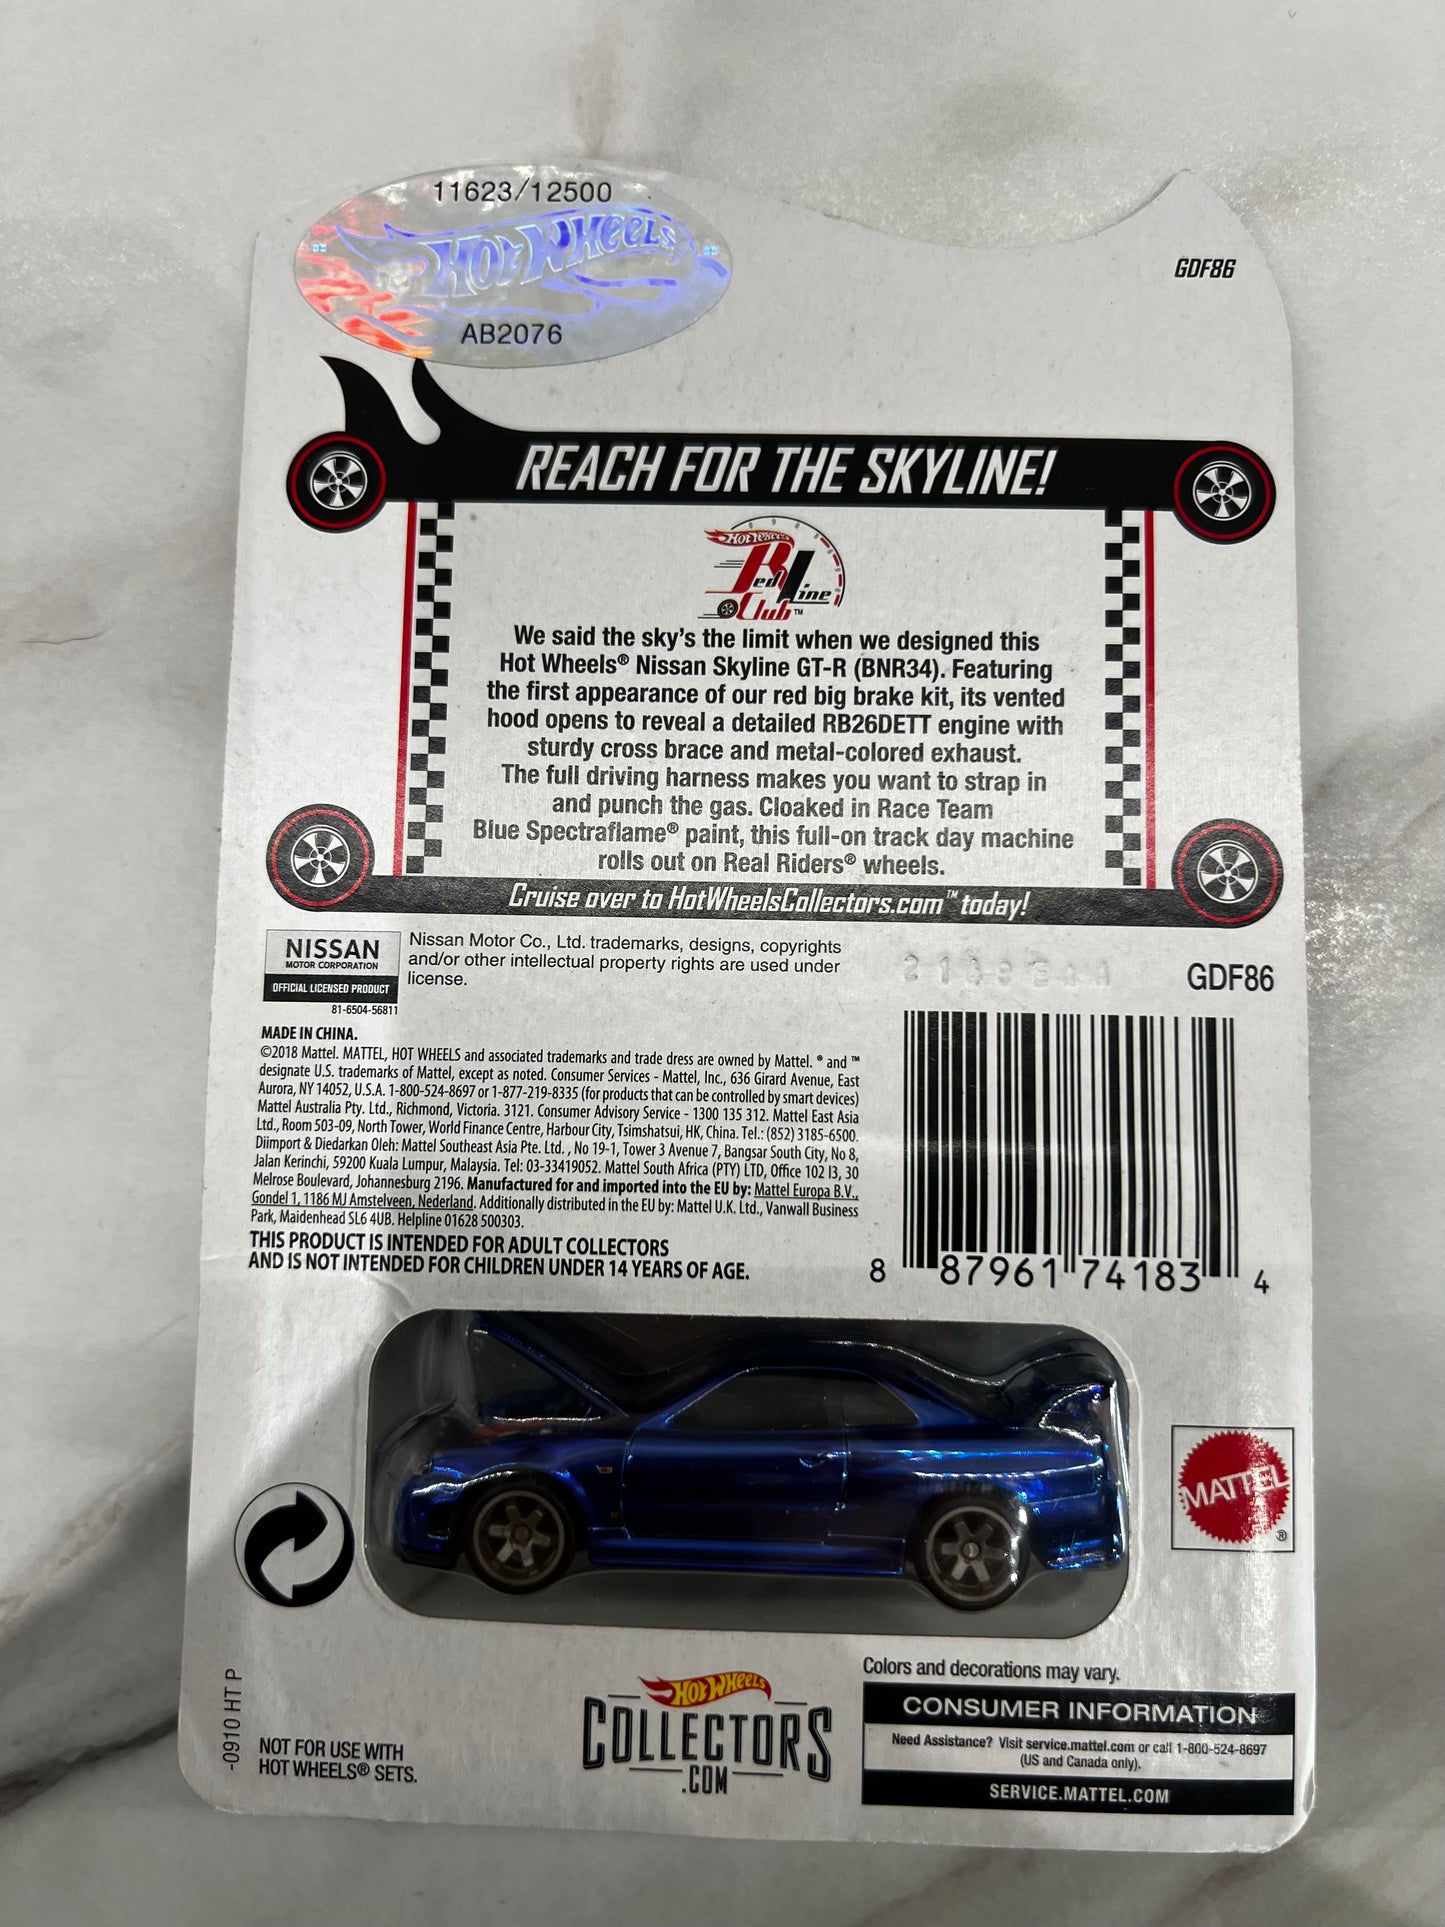 11623/12500
HOT WHEELS
AB2076
GDF86
REACH FOR THE SKYLINE!
HOT WHEELS
Red Line
Club™
We said the sky's the limit when we designed this
Hot Wheels® Nissan Skyline GT-R (BNR34). Featuring
the first appearance of our red big brake kit, its vented
hood opens to reveal a detailed RB26DETT engine with
sturdy cross brace and metal-colored exhaust.
The full driving harness makes you want to strap in
and punch the gas. Cloaked in Race Team
Blue Spectraflame® paint, this full-on track day machine
rolls out on Real Riders® wheels.
Cruise over to HotWheelsCollectors.com™ today!
NISSAN
MOTOR CORPORATION
OFFICIAL LICENSED PRODUCT
81-6504-56811
Nissan Motor Co., Ltd. trademarks, designs, copyrights
and/or other intellectual property rights are used under
license.
GDF86
MADE IN CHINA.
©2018 Mattel. MATTEL, HOT WHEELS and associated trademarks and trade dress are owned by Mattel. ® and ™
designate U.S. trademarks of Mattel, except as noted. Consumer Services - Mattel, Inc., 636 Girard Avenue, East
Aurora, NY 14052, U.S.A. 1-800-524-8697 or 1-877-219-8335 (for products that can be controlled by smart devices)
Mattel Australia Pty. Ltd., Richmond, Victoria. 3121. Consumer Advisory Service - 1300 135 312. Mattel East Asia
Ltd., Room 503-09, North Tower, World Finance Centre, Harbour City, Tsimshatsui, HK, China. Tel.: (852) 3185-6500.
Diimport & Diedarkan Oleh: Mattel Southeast Asia Pte. Ltd. , No 19-1, Tower 3 Avenue 7, Bangsar South City, No 8,
Jalan Kerinchi, 59200 Kuala Lumpur, Malaysia. Tel: 03-33419052. Mattel South Africa (PTY) LTD, Office 102 I3, 30
Melrose Boulevard, Johannesburg 2196. Manufactured for and imported into the EU by: Mattel Europa B.V.,
Gondel 1, 1186 MJ Amstelveen, Nederland. Additionally distributed in the EU by: Mattel U.K. Ltd., Vanwall Business
Park, Maidenhead SL6 4UB. Helpline 01628 500303.
THIS PRODUCT IS INTENDED FOR ADULT COLLECTORS
AND IS NOT INTENDED FOR CHILDREN UNDER 14 YEARS OF AGE.
8 87961 74183 4
MATTEL
®
-0910 HT P
NOT FOR USE WITH
HOT WHEELS® SETS.
HOT WHEELS
COLLECTORS
.COM
Colors and decorations may vary.
CONSUMER INFORMATION
Need Assistance? Visit service.mattel.com or call 1-800-524-8697
(US and Canada only).
SERVICE.MATTEL.COM